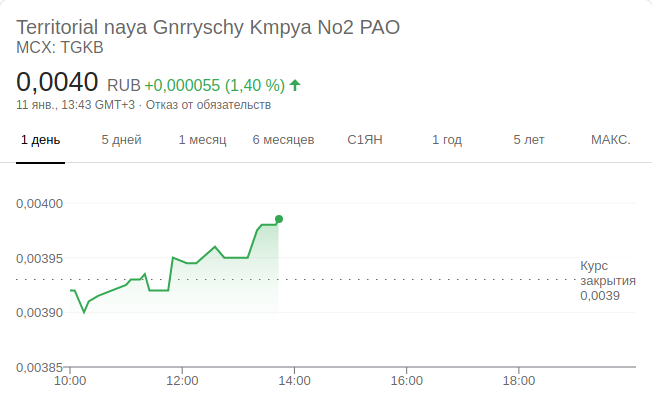 Territorial naya Gnrryschy Kmpya No2 PAO
MCX: TGKB
0,0040 RUB +0,000055 (1,40 %)
11 янв., 13:43 GMT+3 · Отказ от обязательств
1 день 5 дней 1 месяц 6 месяцев С1ЯН 1 год 5 лет МАКС.
0,00400
0,00395
Курс
закрытия
0,0039
0,00390
0,00385
10:00 12:00 14:00 16:00 18:00